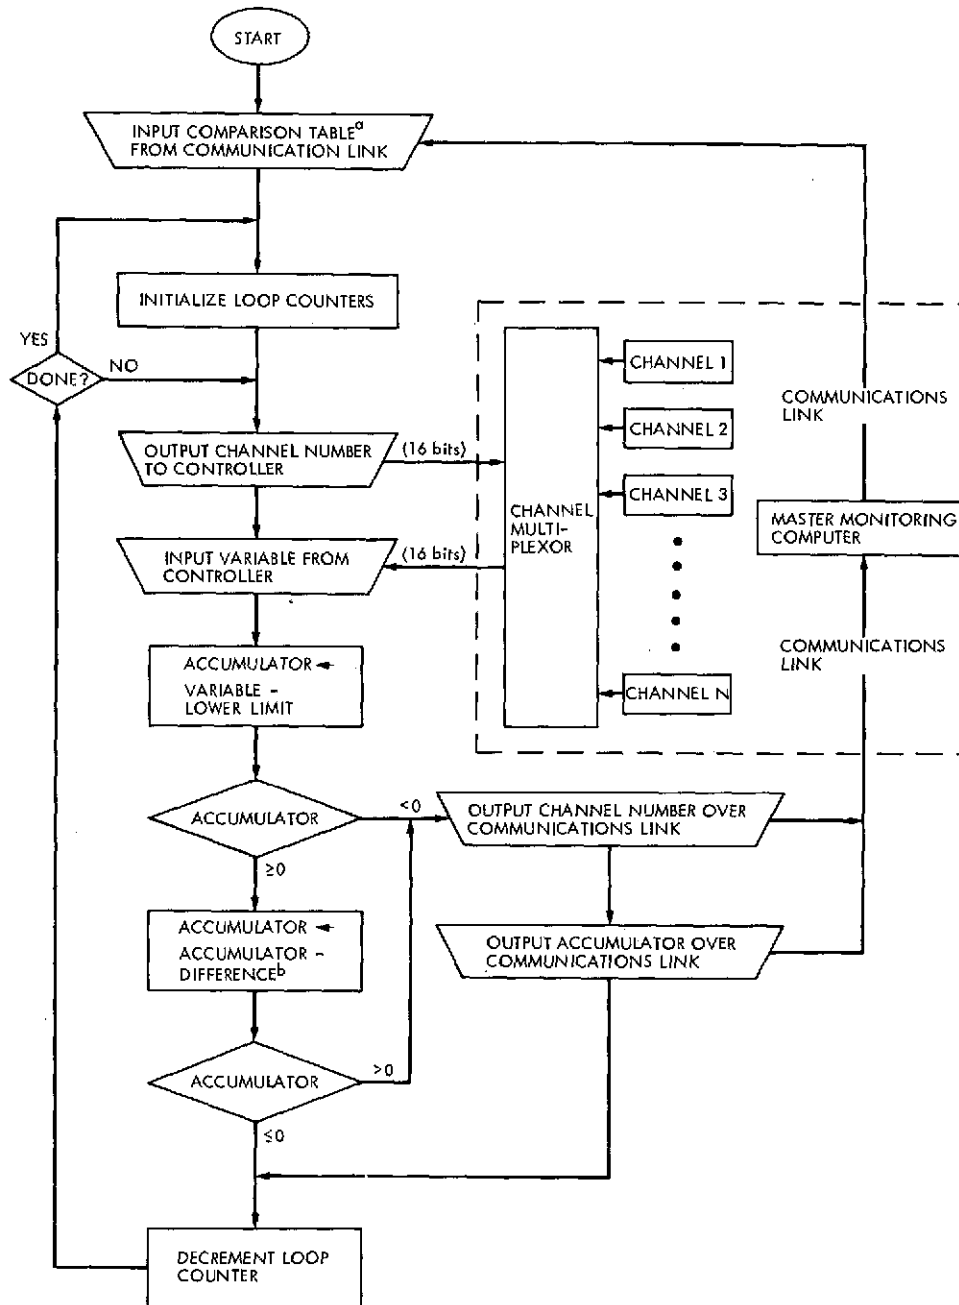 START
INPUT COMPARISON TABLEa
FROM COMMUNICATION LINK
INITIALIZE LOOP COUNTERS
YES
DONE?
NO
OUTPUT CHANNEL NUMBER
TO CONTROLLER
(16 bits)
INPUT VARIABLE FROM
CONTROLLER
(16 bits)
CHANNEL
MULTI-
PLEXOR
CHANNEL 1
CHANNEL 2
CHANNEL 3
CHANNEL N
COMMUNICATIONS
LINK
MASTER MONITORING
COMPUTER
COMMUNICATIONS
LINK
ACCUMULATOR ←
VARIABLE -
LOWER LIMIT
ACCUMULATOR
<0
≥0
OUTPUT CHANNEL NUMBER OVER
COMMUNICATIONS LINK
ACCUMULATOR ←
ACCUMULATOR -
DIFFERENCEb
OUTPUT ACCUMULATOR OVER
COMMUNICATIONS LINK
ACCUMULATOR
>0
≤0
DECREMENT LOOP
COUNTER